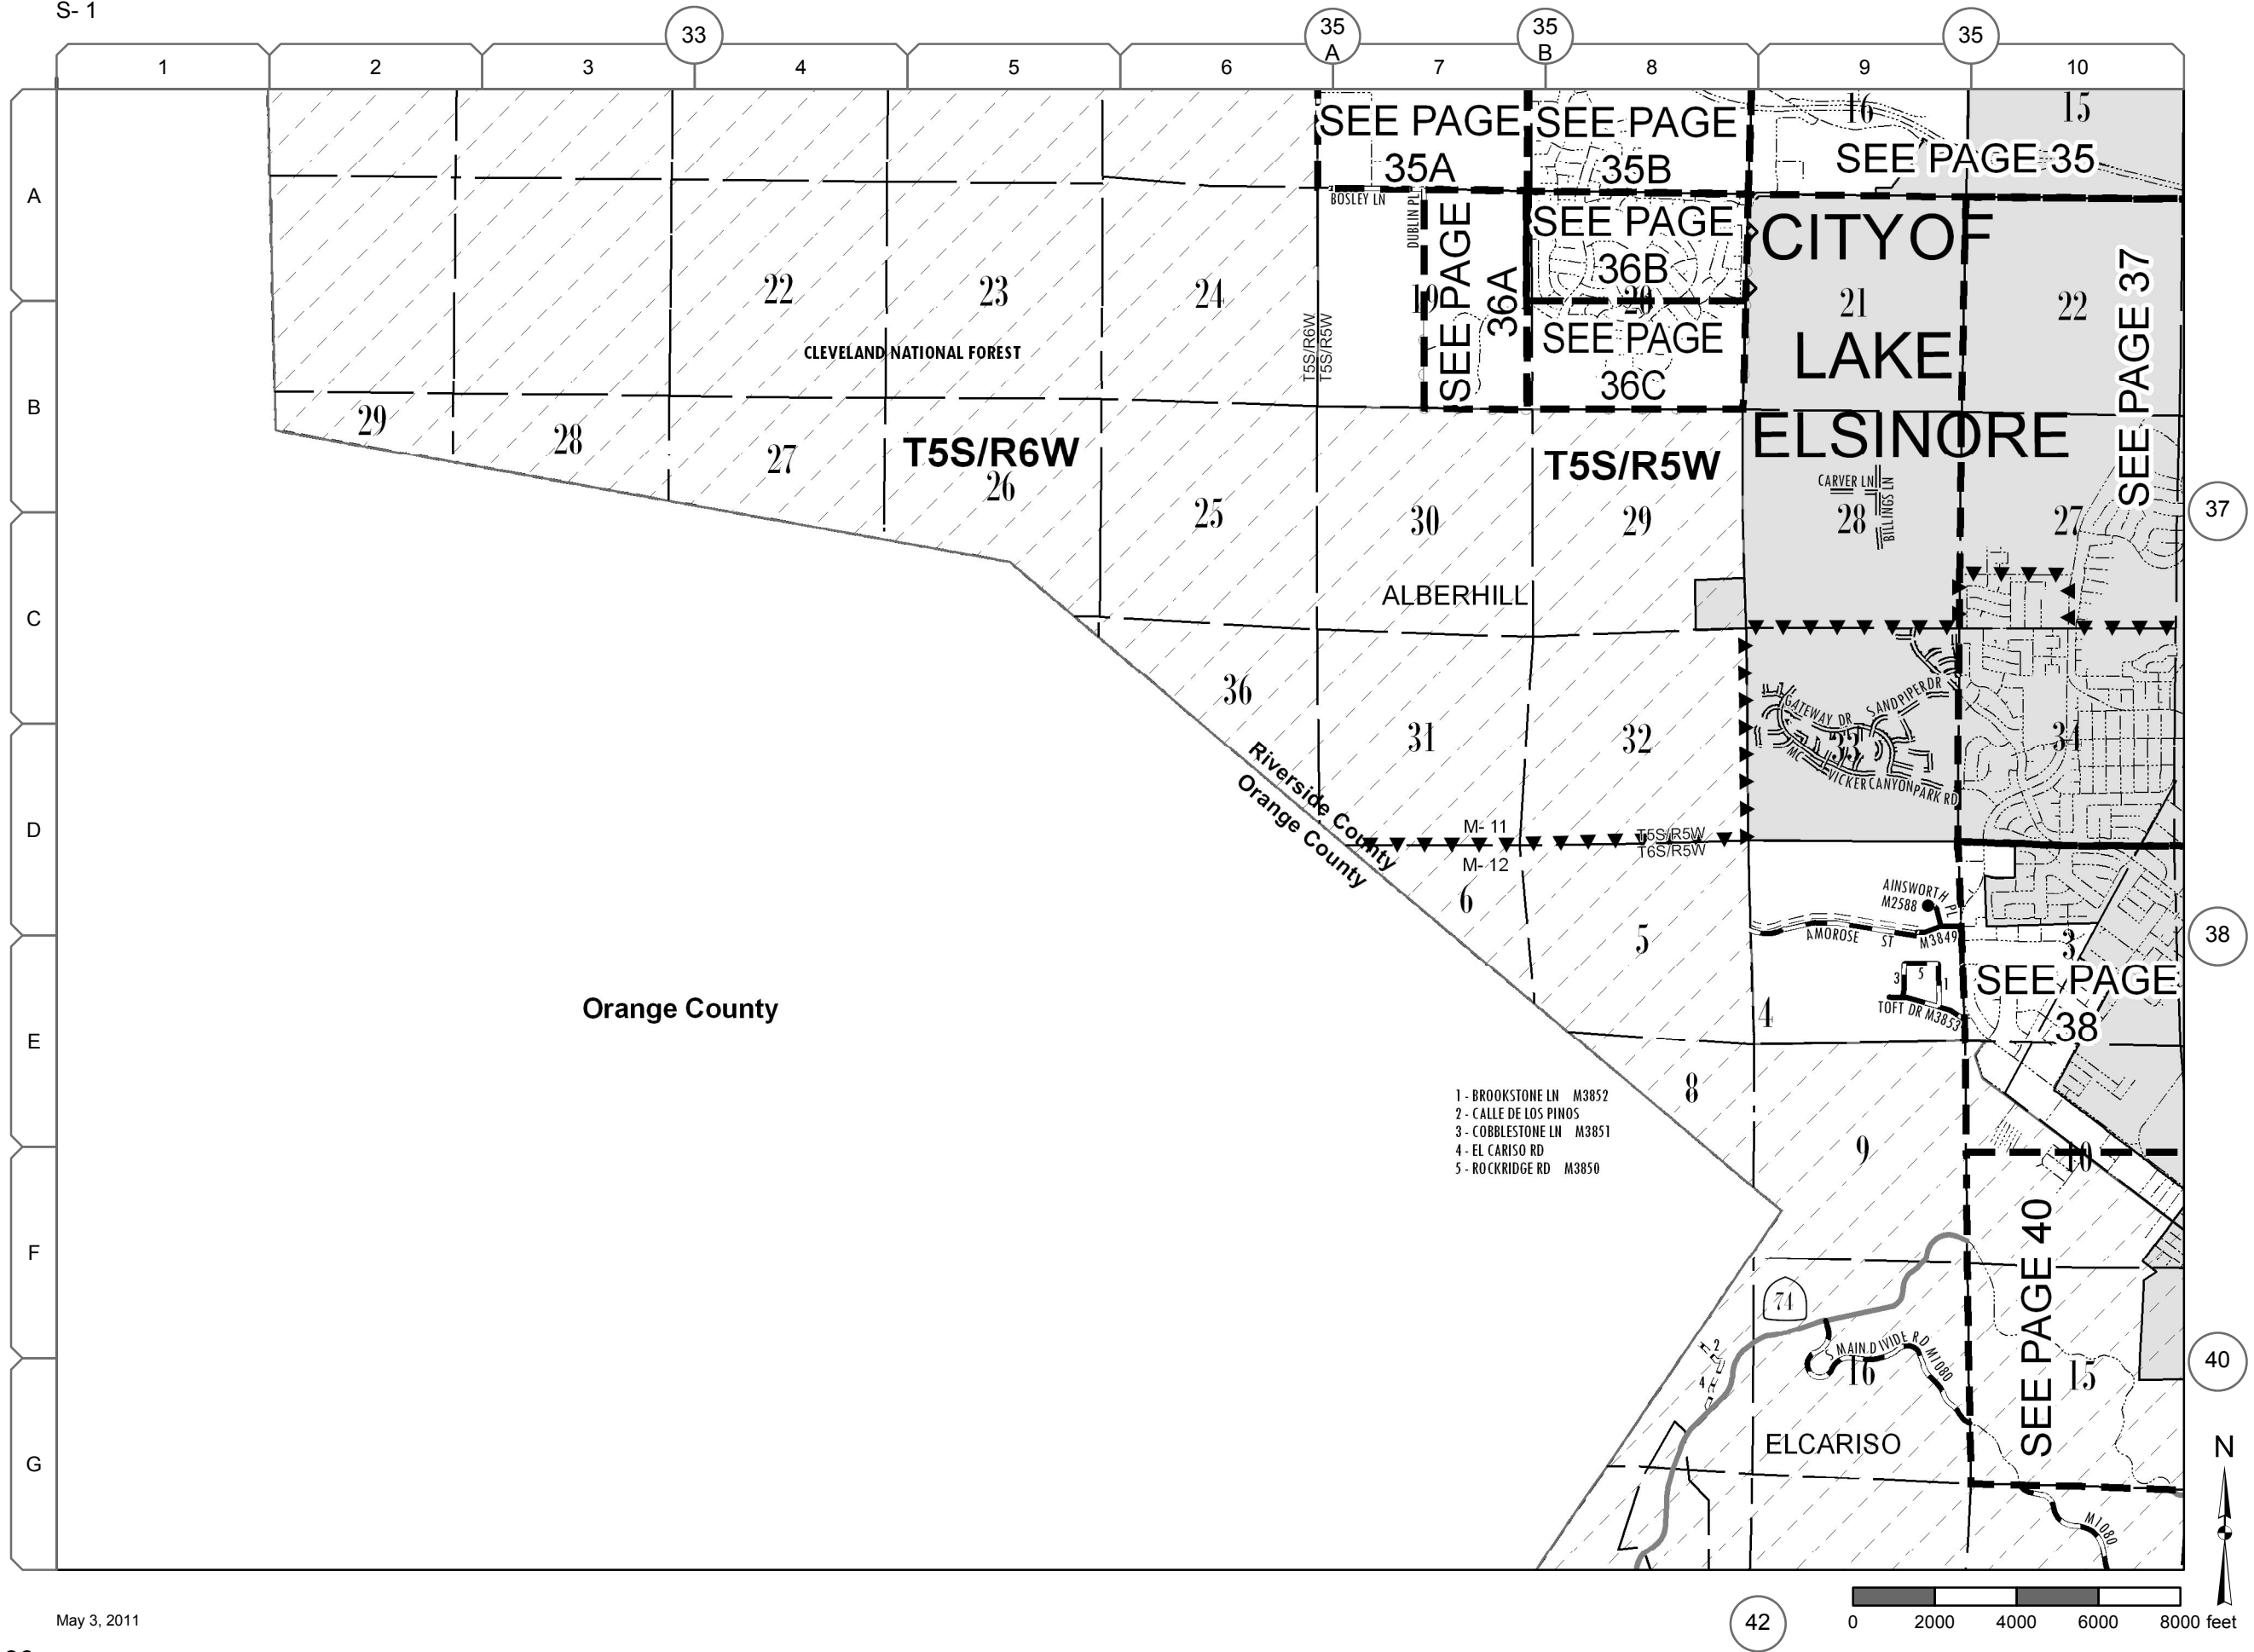 S- 1
33
35
A
35
B
35
1
2
3
4
5
6
7
8
9
10
A
B
C
D
E
F
G
SEE PAGE
35A
SEE PAGE
35B
16
15
SEE PAGE 35
BOSLEY LN
DUBLIN PL
SEE PAGE
36A
SEE PAGE
36B
20
SEE PAGE
36C
CITY OF
LAKE
ELSINORE
SEE PAGE 37
22
23
24
19
21
22
CLEVELAND NATIONAL FOREST
T5S/R6W
T5S/R5W
29
28
27
T5S/R6W
26
25
30
T5S/R5W
29
CARVER LN
BILLINGS LN
28
27
37
ALBERHILL
36
31
32
GATEWAY DR
SANDPIPER DR
33
MC VICKER CANYON PARK RD
34
Riverside County
Orange County
M- 11
M- 12
T5S/R5W
T6S/R5W
6
5
AINSWORTH PL
M2588
AMOROSE ST M3849
3
5
1
TOFT DR M3853
4
3
SEE PAGE
38
38
Orange County
8
1 - BROOKSTONE LN M3852
2 - CALLE DE LOS PINOS
3 - COBBLESTONE LN M3851
4 - EL CARISO RD
5 - ROCKRIDGE RD M3850
9
10
SEE PAGE 40
74
2
4
S MAIN DIVIDE RD M1080
16
15
40
ELCARISO
M1080
N
May 3, 2011
42
0 2000 4000 6000 8000 feet